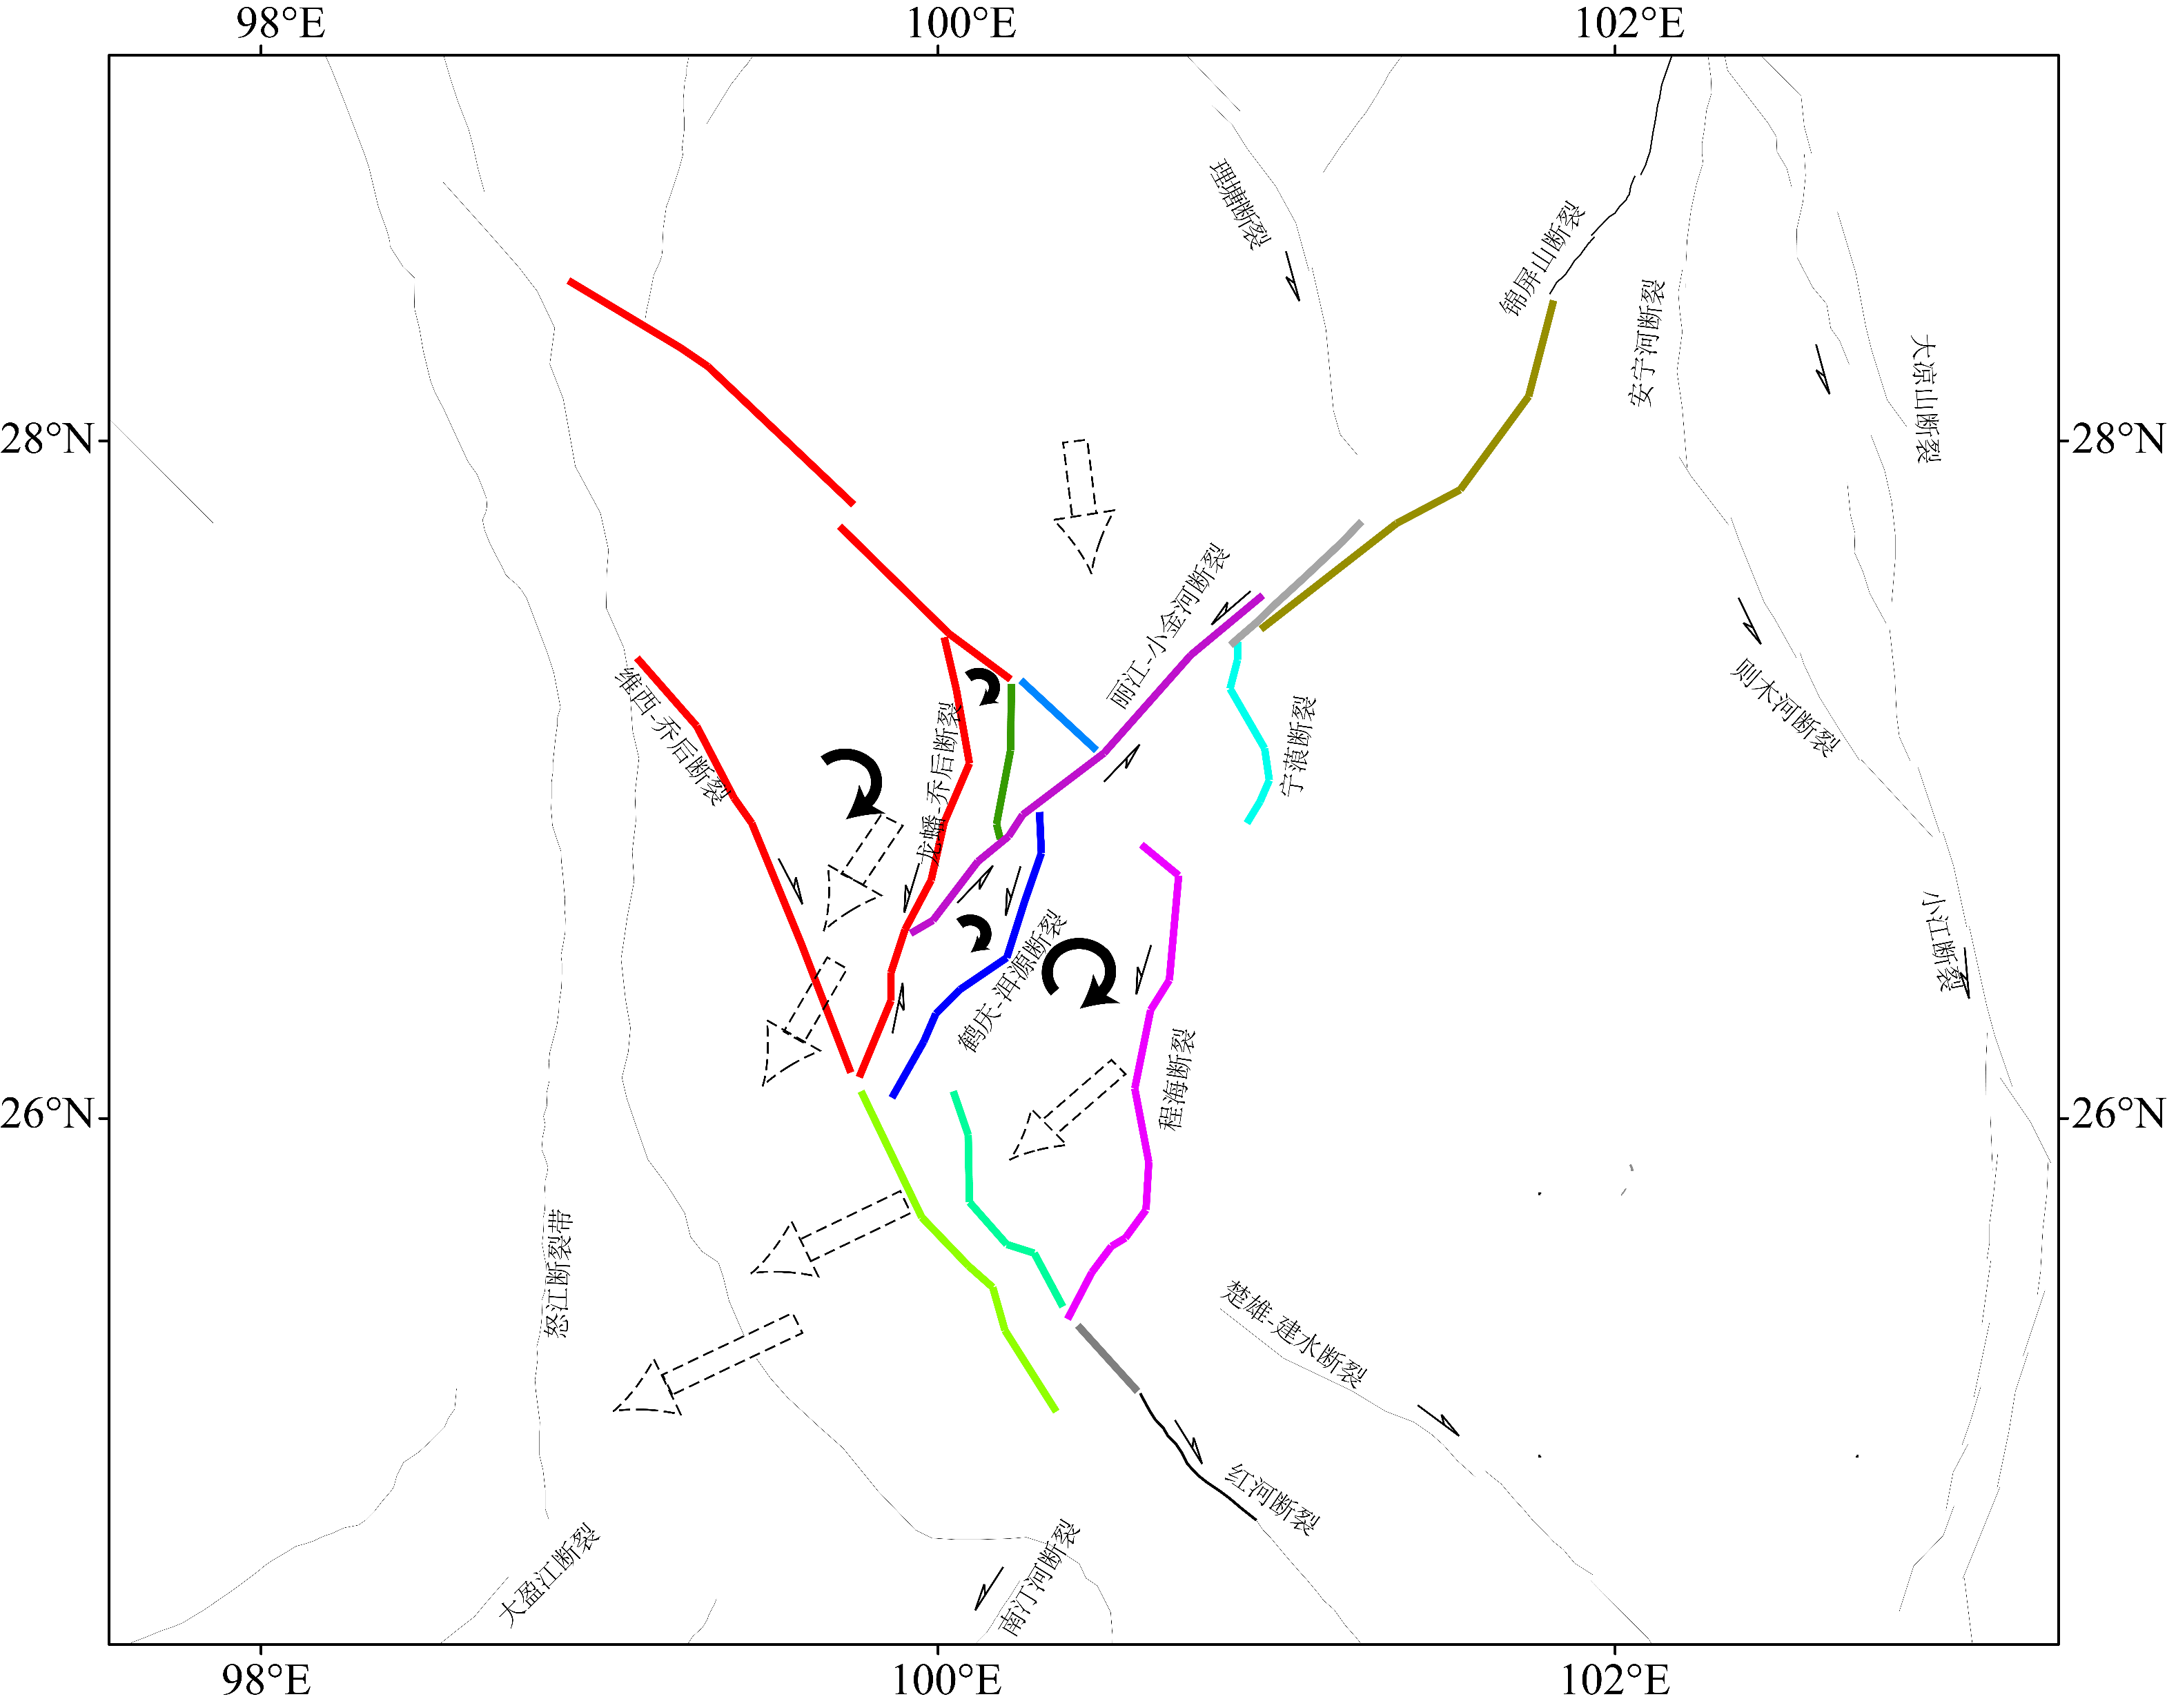 98°E
100°E
102°E
理塘断裂
锦屏山断裂
安宁河断裂
大凉山断裂
28°N
28°N
丽江-小金河断裂
维西-乔后断裂
龙蟠-乔后断裂
宁蒗断裂
则木河断裂
小江断裂
鹤庆-洱源断裂
程海断裂
26°N
26°N
怒江断裂带
楚雄-建水断裂
红河断裂
大盈江断裂
南汀河断裂
98°E
100°E
102°E